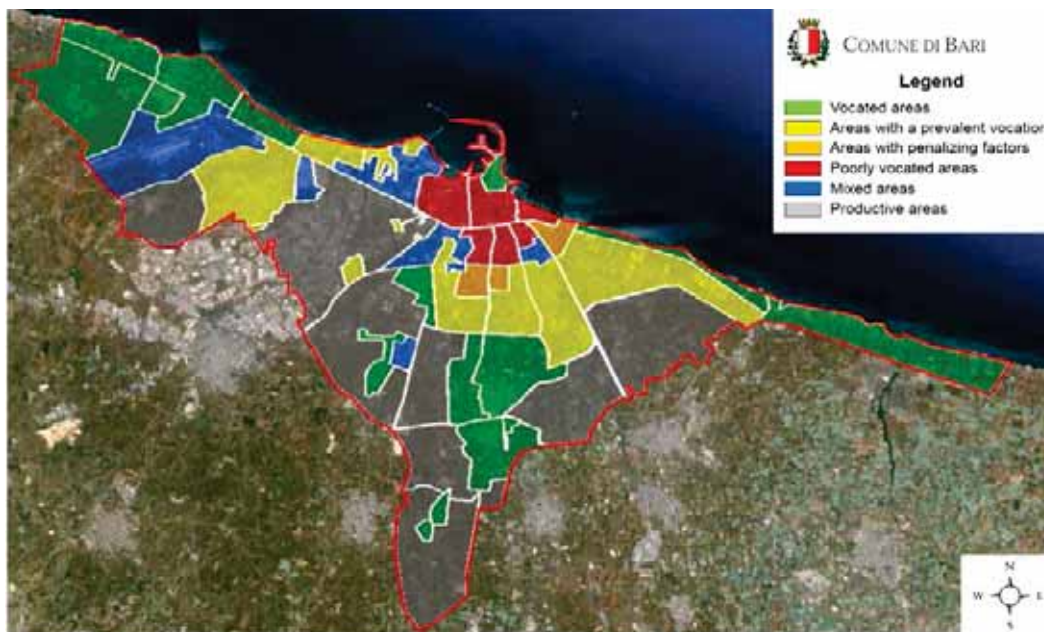 COMUNE DI BARI
Legend
Vocated areas
Areas with a prevalent vocation
Areas with penalizing factors
Poorly vocated areas
Mixed areas
Productive areas
N
W E
S